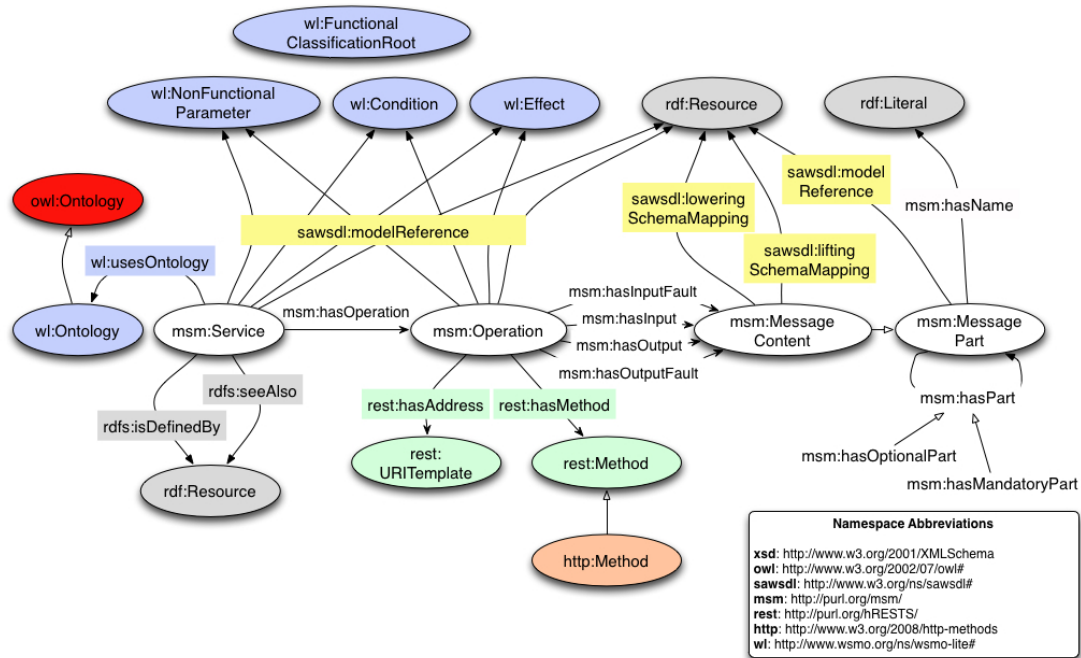 wl:Functional
ClassificationRoot
wl:NonFunctional
Parameter
wl:Condition
wl:Effect
rdf:Resource
rdf:Literal
owl:Ontology
sawsdl:modelReference
sawsdl:lowering
SchemaMapping
sawsdl:model
Reference
msm:hasName
sawsdl:lifting
SchemaMapping
wl:usesOntology
wl:Ontology
msm:Service
msm:hasOperation
msm:Operation
msm:hasInputFault
msm:hasInput
msm:hasOutput
msm:hasOutputFault
msm:Message
Content
msm:Message
Part
rdfs:seeAlso
rdfs:isDefinedBy
rdf:Resource
rest:hasAddress
rest:hasMethod
rest:
URITemplate
rest:Method
http:Method
msm:hasPart
msm:hasOptionalPart
msm:hasMandatoryPart
Namespace Abbreviations
xsd: http://www.w3.org/2001/XMLSchema
owl: http://www.w3.org/2002/07/owl#
sawsdl: http://www.w3.org/ns/sawsdl#
msm: http://purl.org/msm/
rest: http://purl.org/hRESTS/
http: http://www.w3.org/2008/http-methods
wl: http://www.wsmo.org/ns/wsmo-lite#